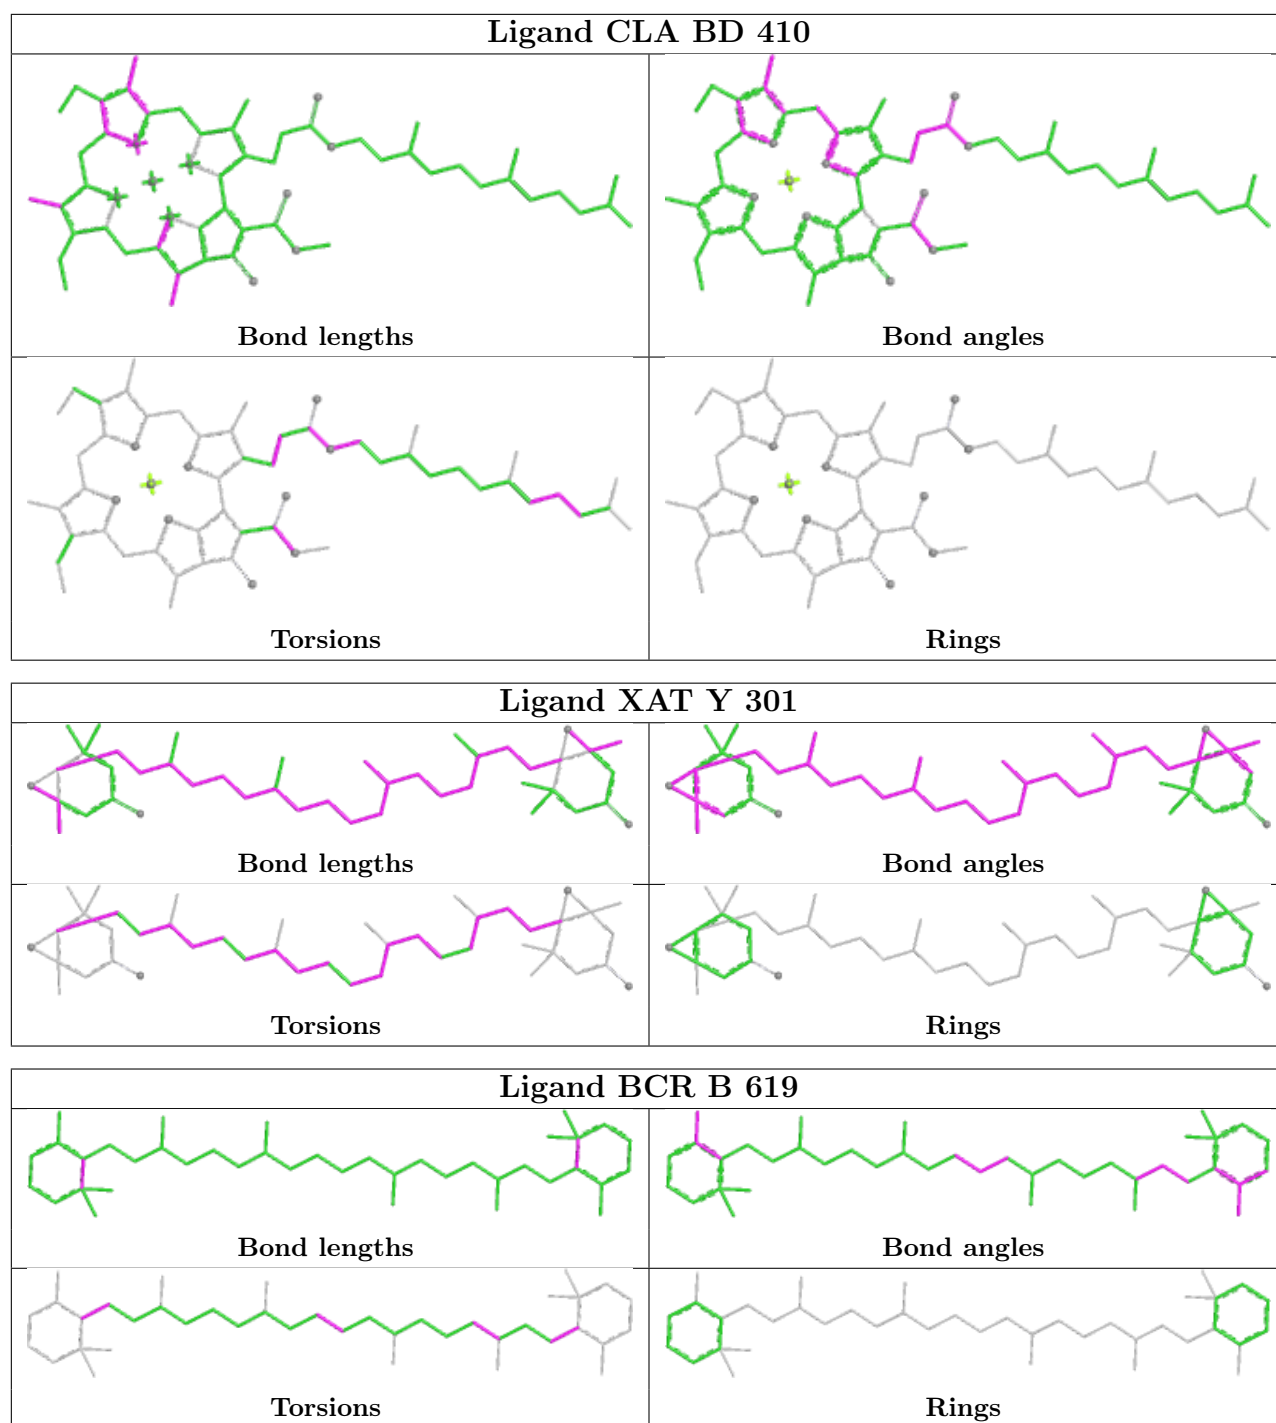 Ligand CLA BD 410
Bond lengths
Bond angles
Torsions
Rings
Ligand XAT Y 301
Bond lengths
Bond angles
Torsions
Rings
Ligand BCR B 619
Bond lengths
Bond angles
Torsions
Rings